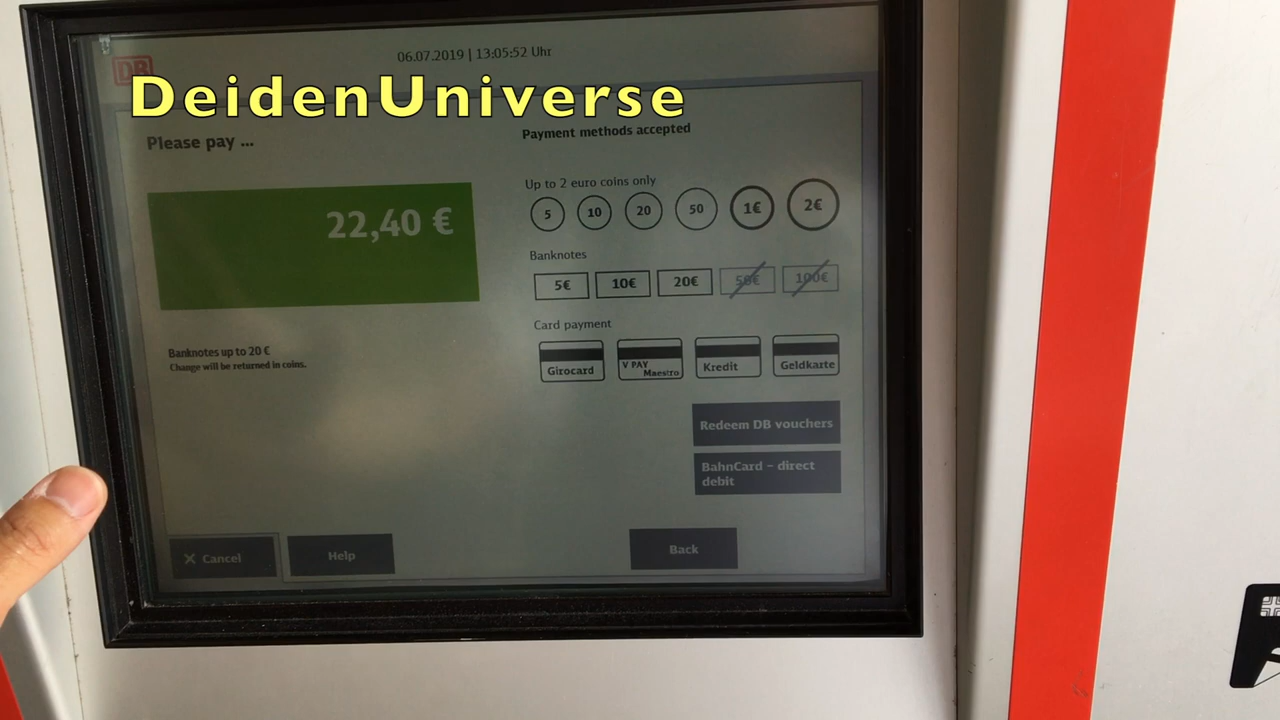 06.07.2019 | 13:05:52 Uhr
DB
DeidenUniverse
Please pay ...
22,40 €
Banknotes up to 20 €
Change will be returned in coins.
Payment methods accepted
Up to 2 euro coins only
5 10 20 50 1€ 2€
Banknotes
5€ 10€ 20€ 50€ 100€
Card payment
Girocard
V PAY
Maestro
Kredit
Geldkarte
Redeem DB vouchers
BahnCard – direct
debit
X Cancel
Help
Back